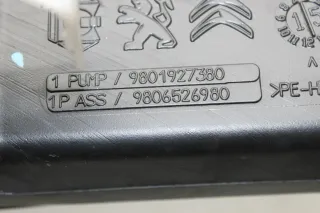 1 PUMP / 9801927380
1P ASS / 9806526980
>PE-H